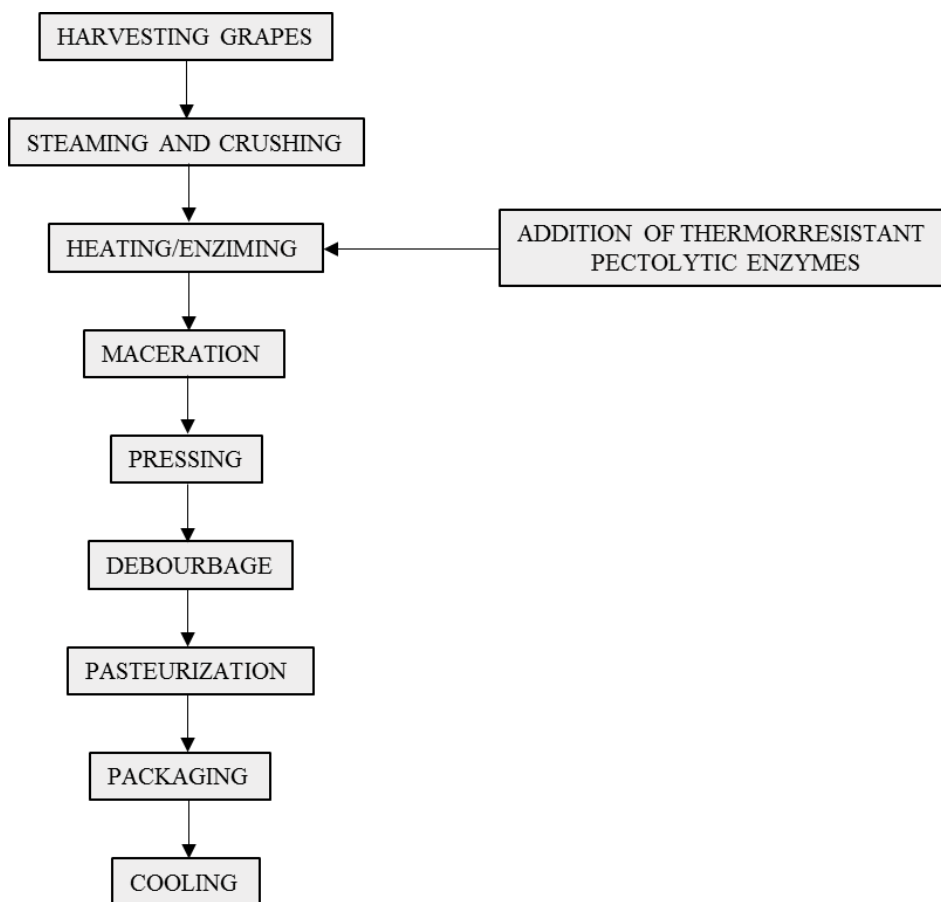 HARVESTING GRAPES
STEAMING AND CRUSHING
HEATING/ENZIMING
ADDITION OF THERMORRESISTANT
PECTOLYTIC ENZYMES
MACERATION
PRESSING
DEBOURBAGE
PASTEURIZATION
PACKAGING
COOLING